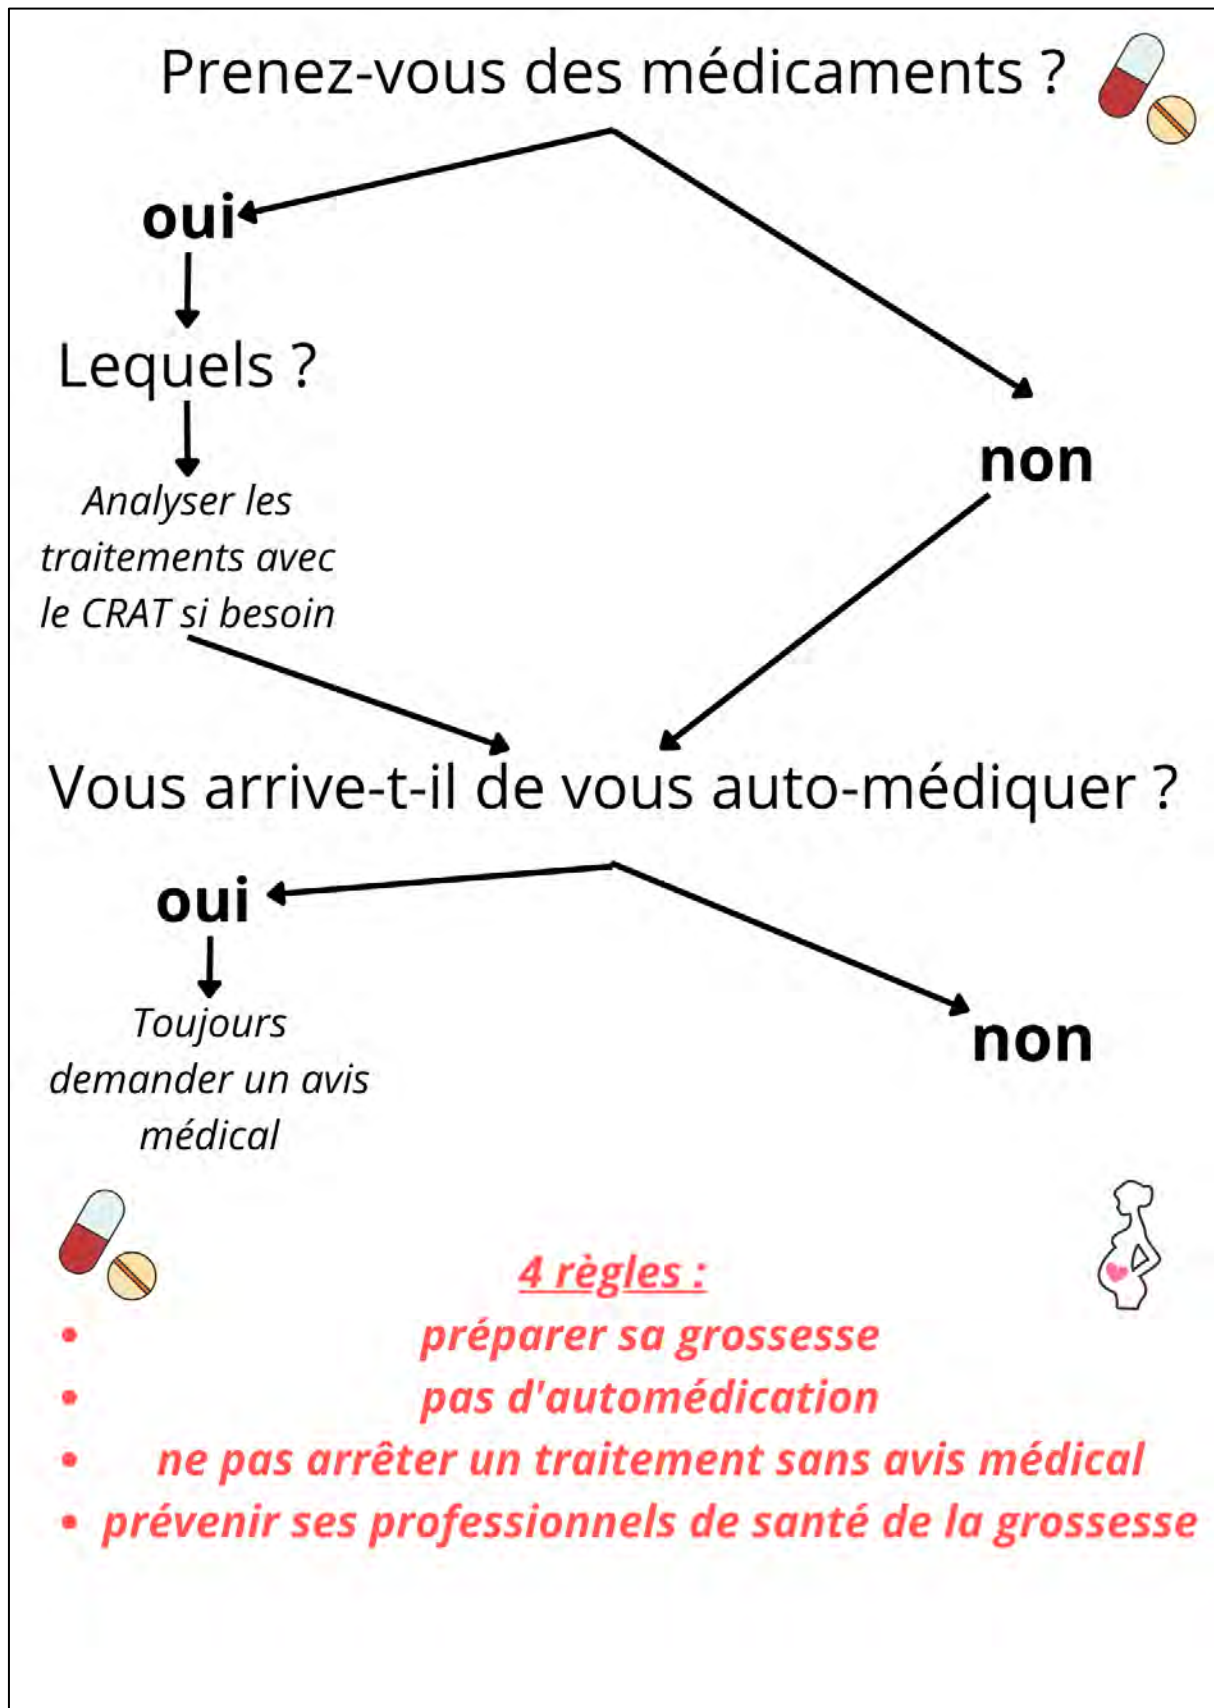 Prenez-vous des médicaments ?
oui
Lequels ?
Analyser les
traitements avec
le CRAT si besoin
non
Vous arrive-t-il de vous auto-médiquer ?
oui
Toujours
demander un avis
médical
non
4 règles :
• préparer sa grossesse
• pas d'automédication
• ne pas arrêter un traitement sans avis médical
• prévenir ses professionnels de santé de la grossesse